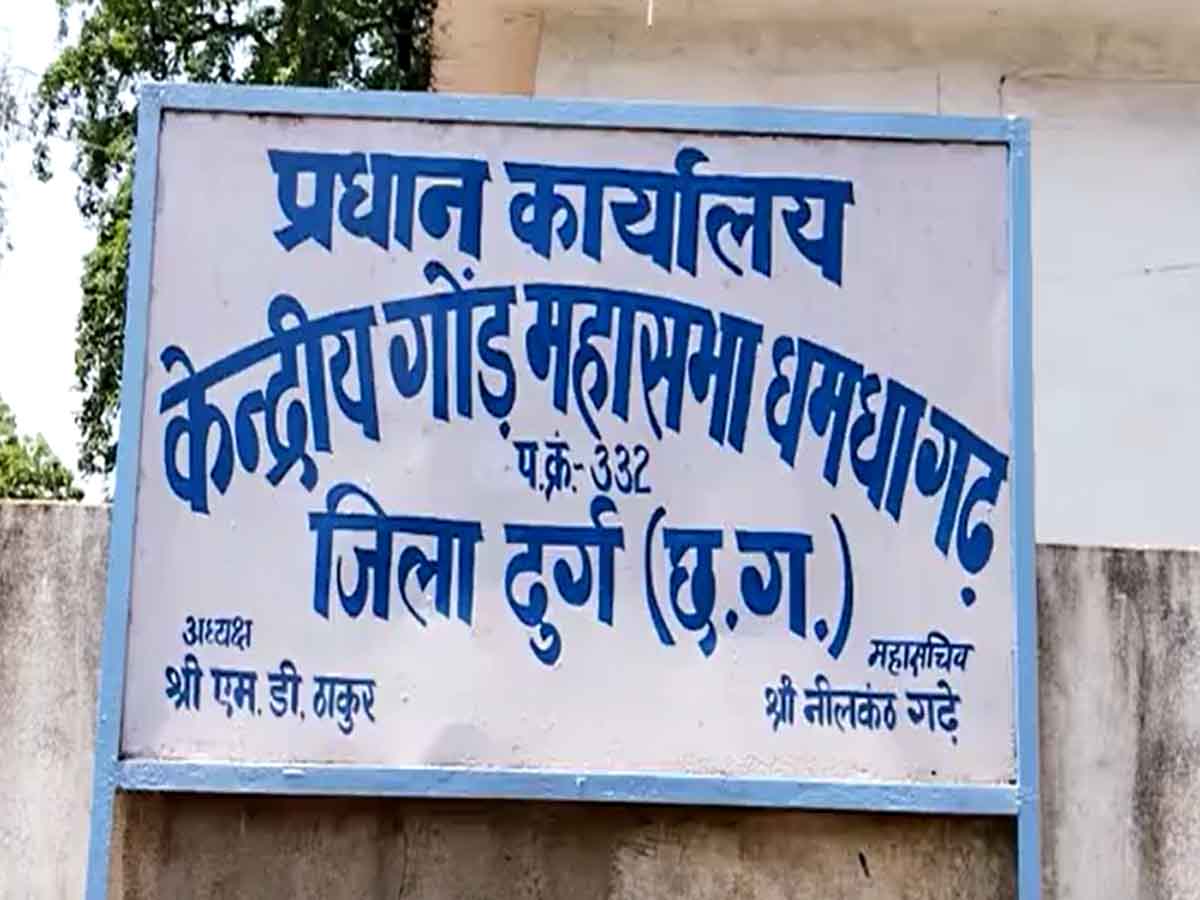 प्रधान कार्यालय
केन्द्रीय गोंड़ महासभा धमधागढ़
प.क्रं.-332
जिला दुर्ग (छ.ग.)
अध्यक्ष
श्री एम.डी.ठाकुर
महासचिव
श्री नीलकंठ गढ़े